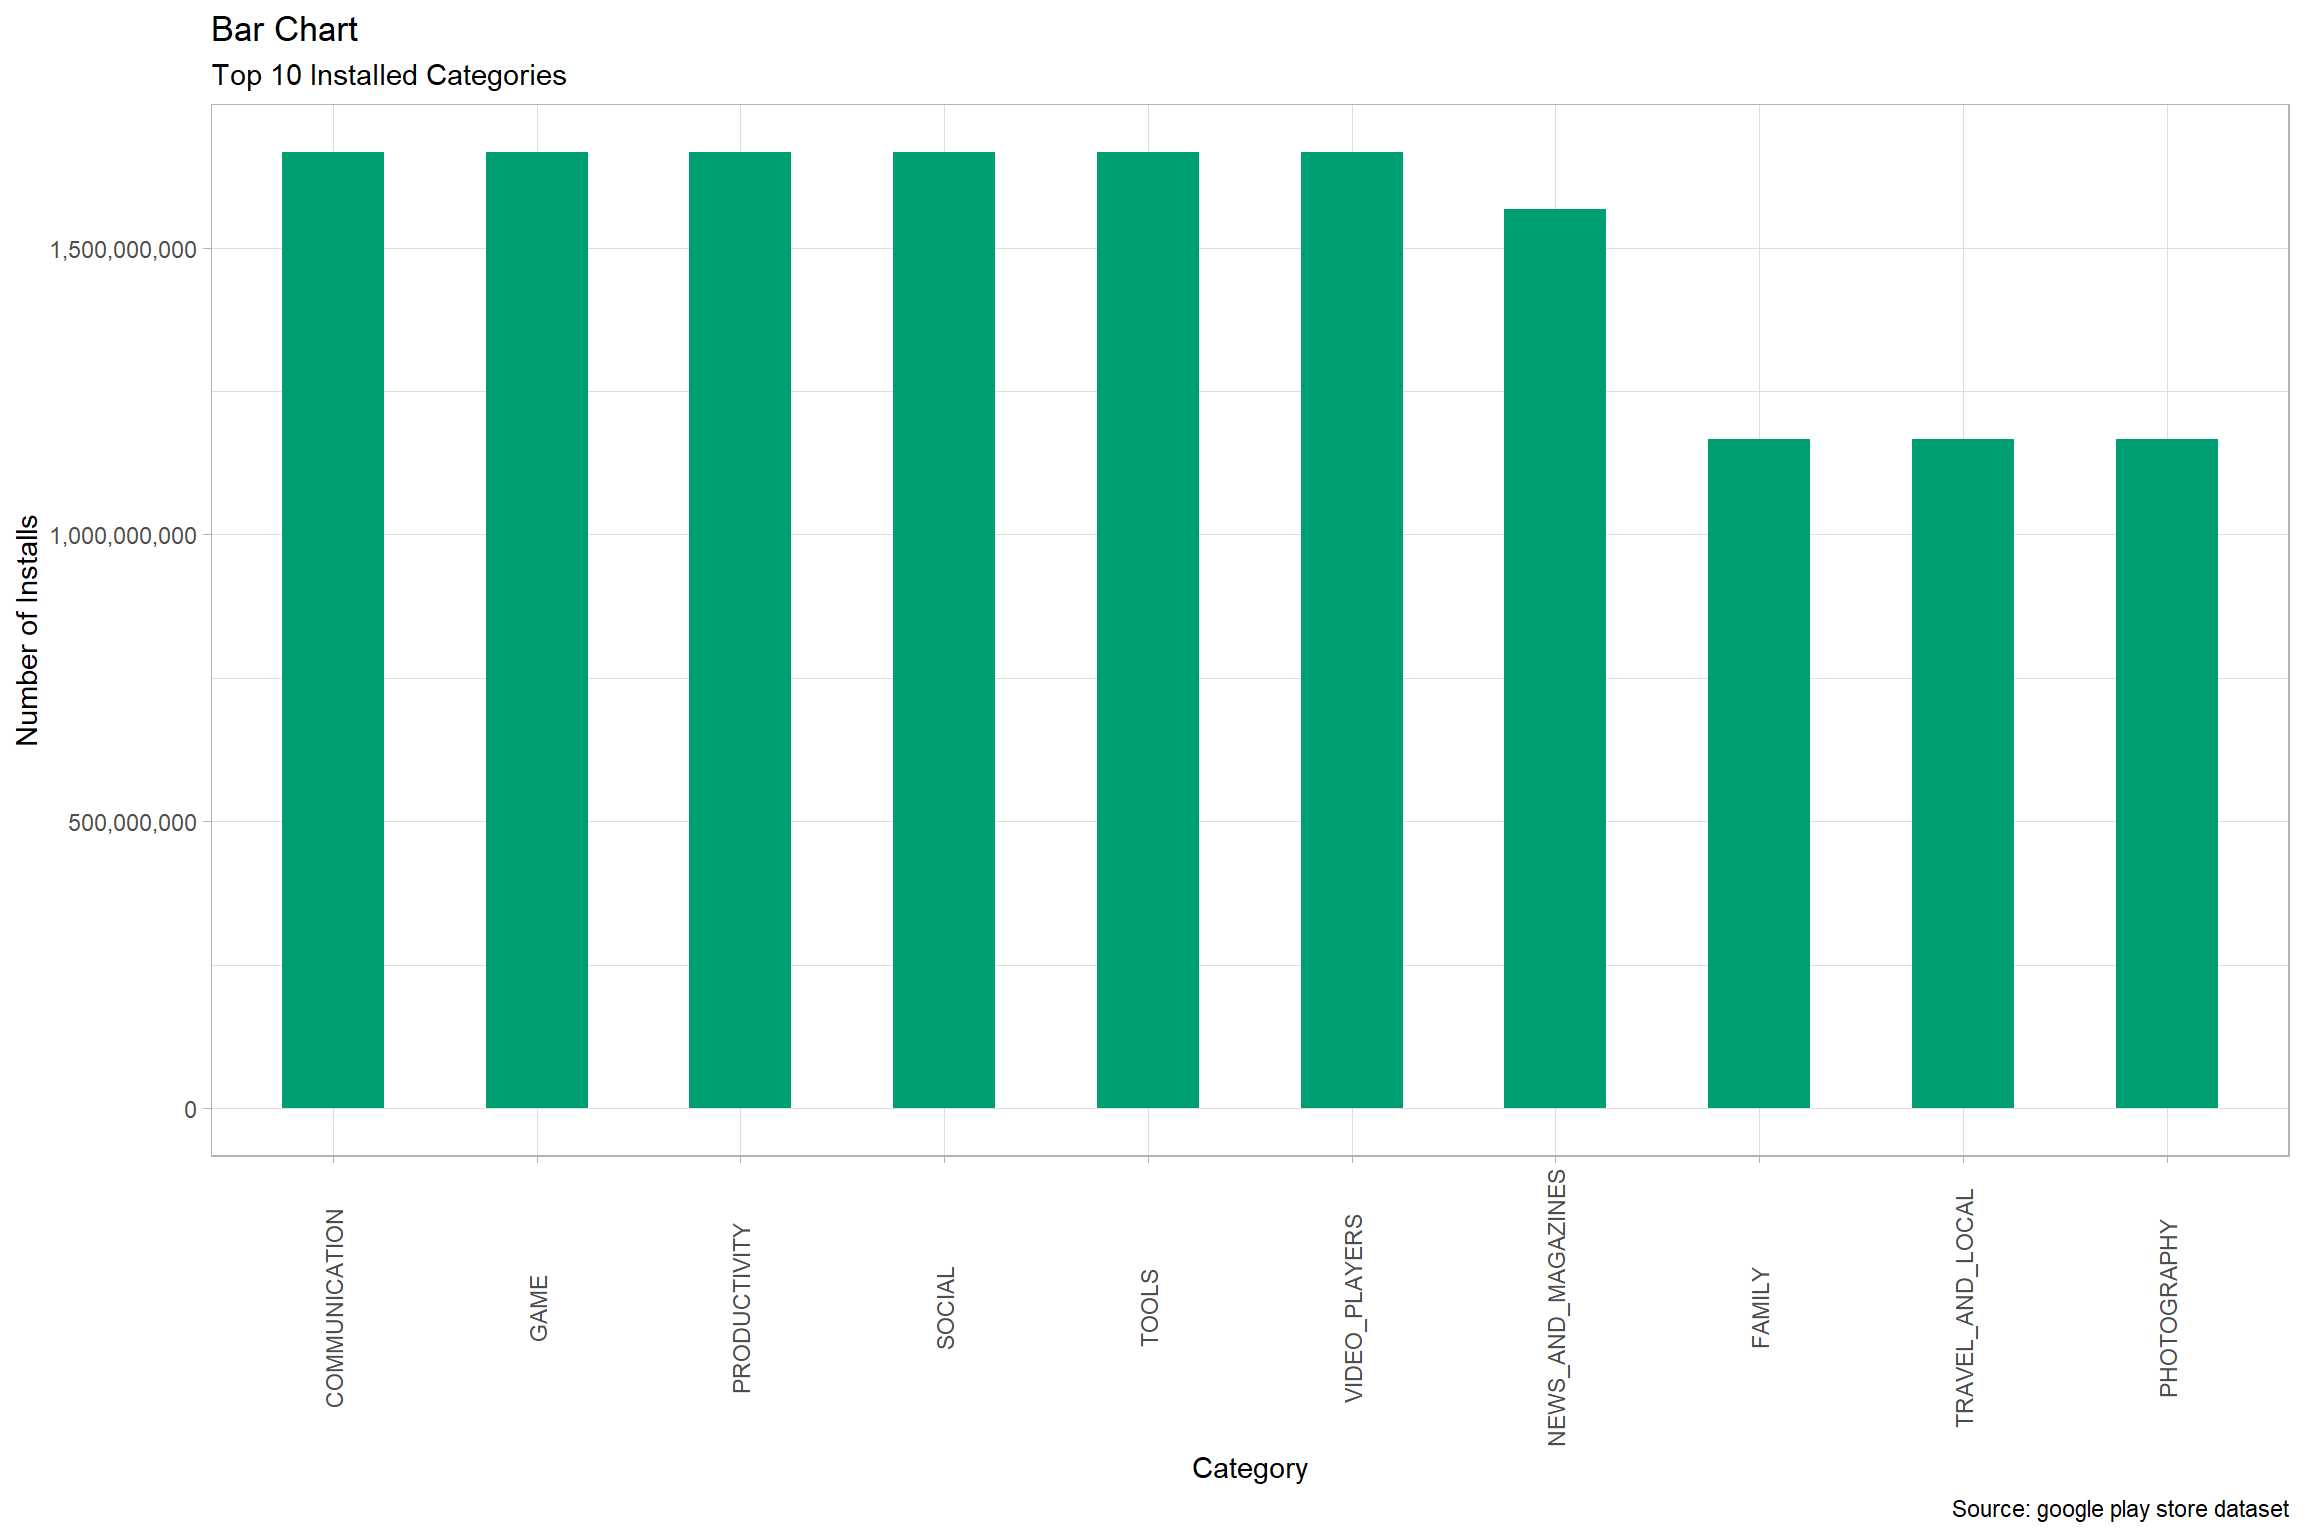 Bar Chart
Top 10 Installed Categories
Number of Installs
1,500,000,000
1,000,000,000
500,000,000
0
COMMUNICATION
GAME
PRODUCTIVITY
SOCIAL
TOOLS
VIDEO_PLAYERS
NEWS_AND_MAGAZINES
FAMILY
TRAVEL_AND_LOCAL
PHOTOGRAPHY
Category
Source: google play store dataset